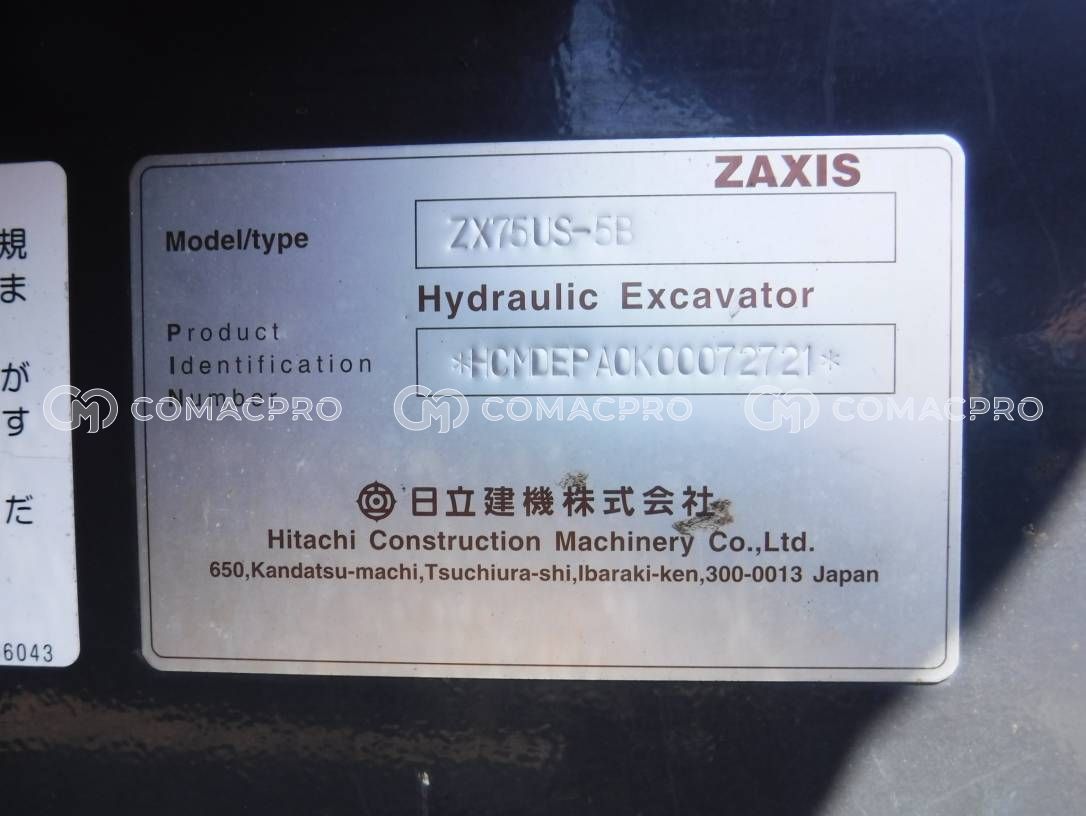 規
ま
が
す
だ
6043
ZAXIS
Model/type ZX75US-5B
Hydraulic Excavator
Product
Identification
Number
*HCMDEPA0K00072721*
COMACPRO COMACPRO COMACPRO
日立建機株式会社
Hitachi Construction Machinery Co.,Ltd.
650,Kandatsu-machi,Tsuchiura-shi,Ibaraki-ken,300-0013 Japan